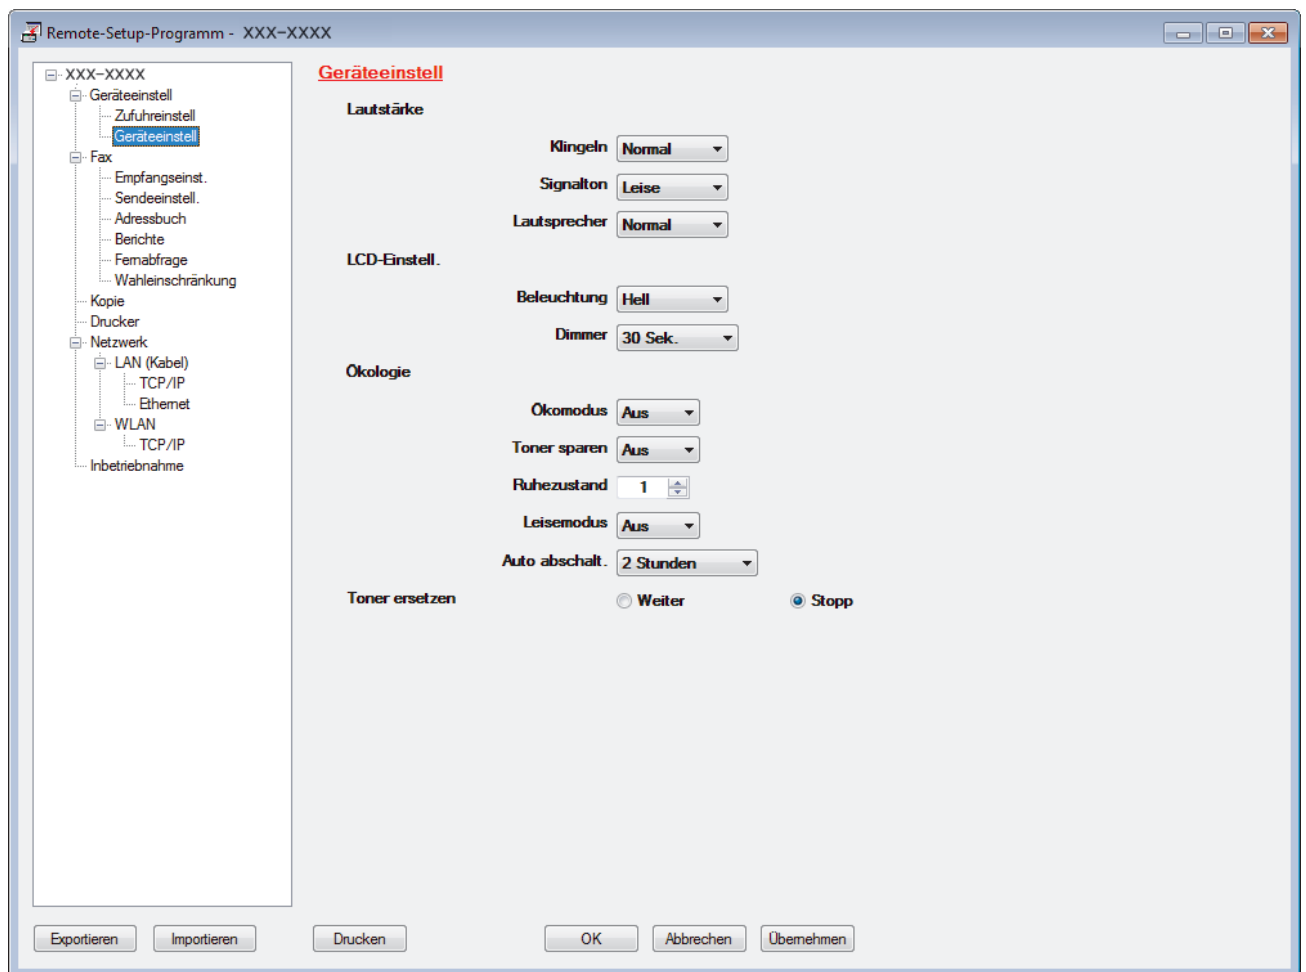 Remote-Setup-Programm - XXX-XXXX
XXX-XXXX
Geräteeinstell
Zufuhreinstell
Geräteeinstell
Fax
Empfangseinst.
Sendeeinstell.
Adressbuch
Berichte
Fernabfrage
Wahleinschränkung
Kopie
Drucker
Netzwerk
LAN (Kabel)
TCP/IP
Ethernet
WLAN
TCP/IP
Inbetriebnahme
Geräteeinstell
Lautstärke
Klingeln Normal
Signalton Leise
Lautsprecher Normal
LCD-Einstell.
Beleuchtung Hell
Dimmer 30 Sek.
Ökologie
Ökomodus Aus
Toner sparen Aus
Ruhezustand 1
Leisemodus Aus
Auto abschalt. 2 Stunden
Toner ersetzen Weiter Stopp
Exportieren Importieren Drucken OK Abbrechen Übernehmen